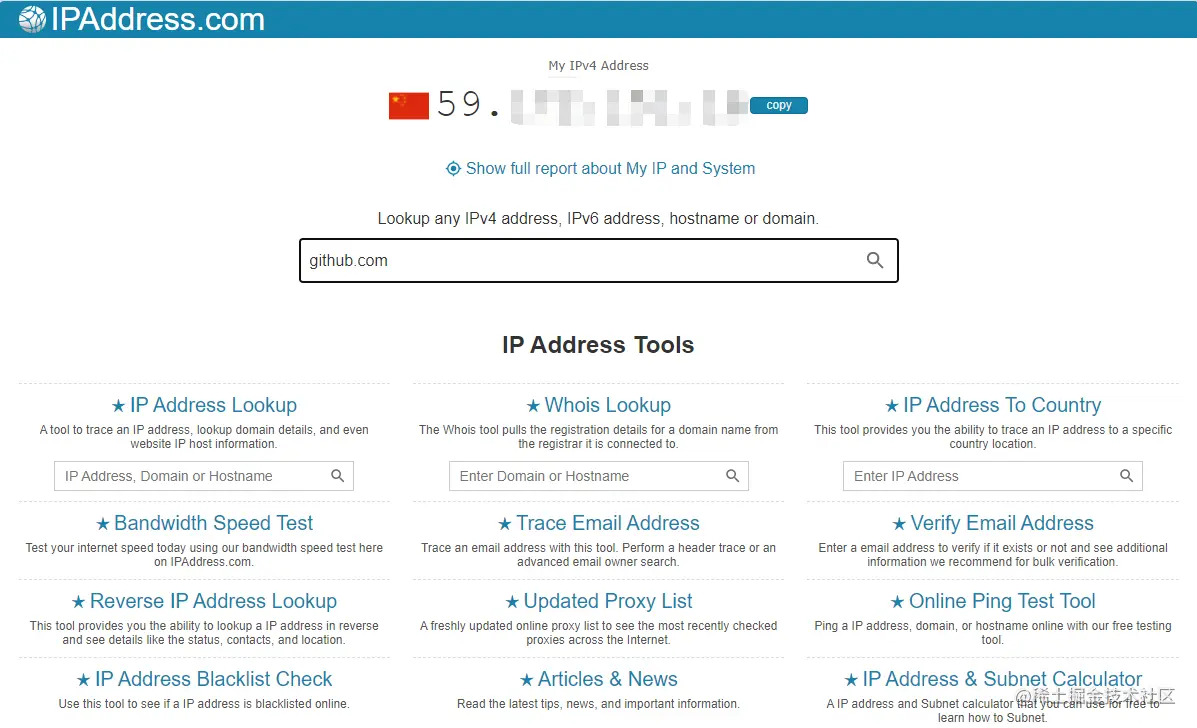 IPAddress.com
My IPv4 Address
59.
copy
Show full report about My IP and System
Lookup any IPv4 address, IPv6 address, hostname or domain.
github.com
IP Address Tools
★ IP Address Lookup
A tool to trace an IP address, lookup domain details, and even
website IP host information.
IP Address, Domain or Hostname
★ Whois Lookup
The Whois tool pulls the registration details for a domain name from
the registrar it is connected to.
Enter Domain or Hostname
★ IP Address To Country
This tool provides you the ability to trace an IP address to a specific
country location.
Enter IP Address
★ Bandwidth Speed Test
Test your internet speed today using our bandwidth speed test here
on IPAddress.com.
★ Trace Email Address
Trace an email address with this tool. Perform a header trace or an
advanced email owner search.
★ Verify Email Address
Enter a email address to verify if it exists or not and see additional
information we recommend for bulk verification.
★ Reverse IP Address Lookup
This tool provides you the ability to lookup a IP address in reverse
and see details like the status, contacts, and location.
★ Updated Proxy List
A freshly updated online proxy list to see the most recently checked
proxies across the Internet.
★ Online Ping Test Tool
Ping a IP address, domain, or hostname online with our free testing
tool.
★ IP Address Blacklist Check
Use this tool to see if a IP address is blacklisted online.
★ Articles & News
Read the latest tips, news, and important information.
★ IP Address & Subnet Calculator
A IP address and Subnet calculator that you can use for free to
learn how to Subnet.
@稀土掘金技术社区